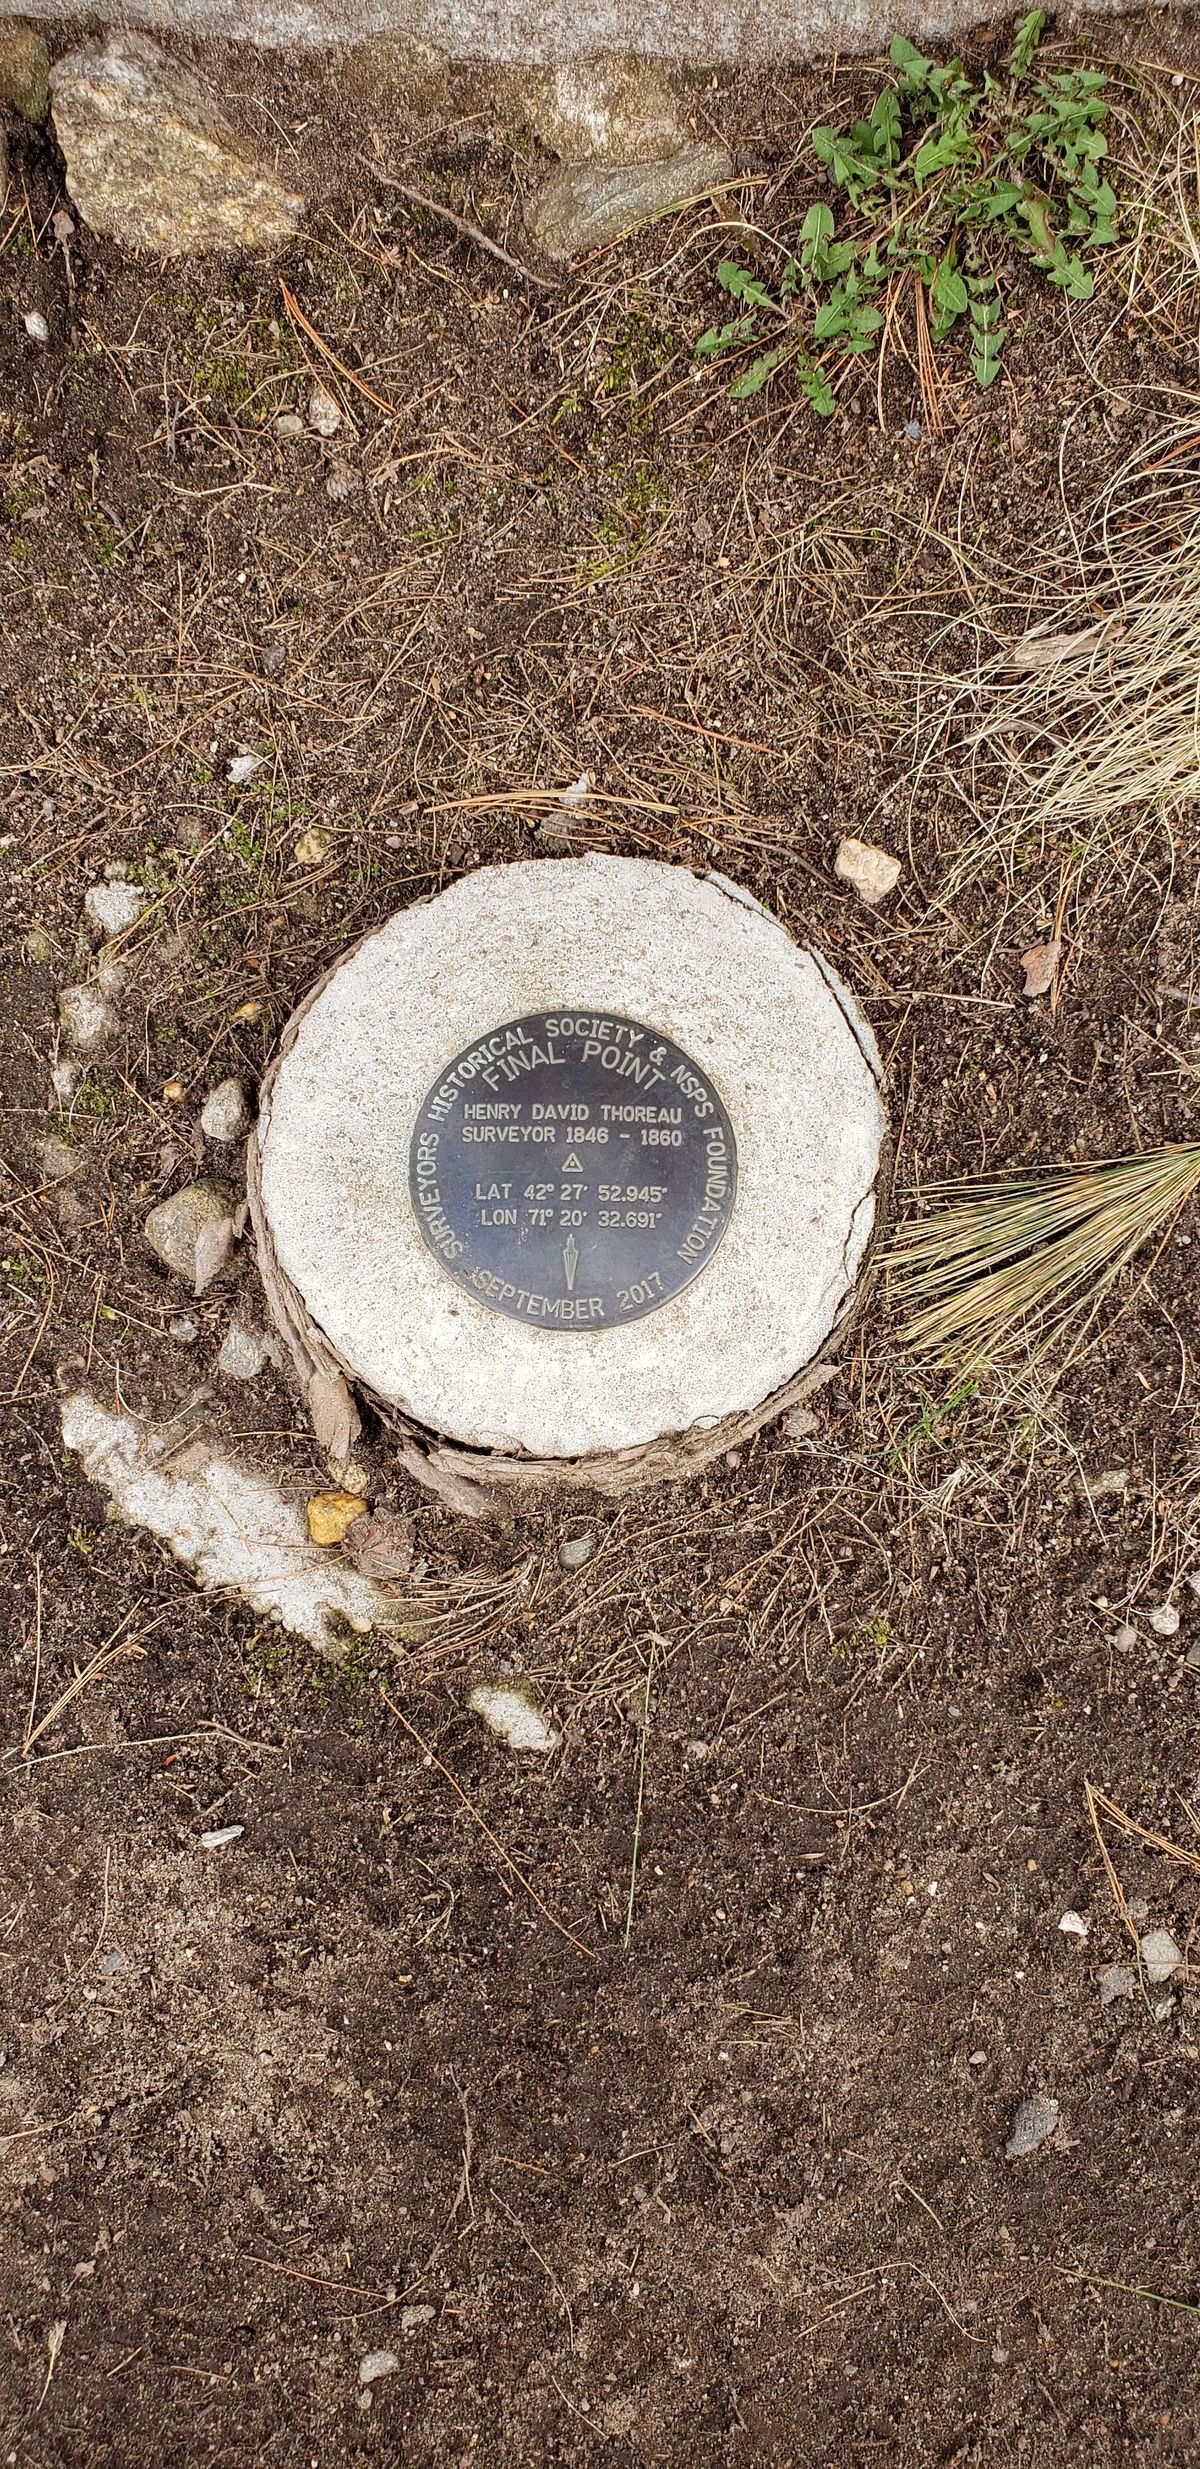 SURVEYORS HISTORICAL SOCIETY & NSPS FOUNDATION
FINAL POINT
HENRY DAVID THOREAU
SURVEYOR 1846 - 1860
LAT 42° 27' 52.945"
LON 71° 20' 32.691"
SEPTEMBER 2017